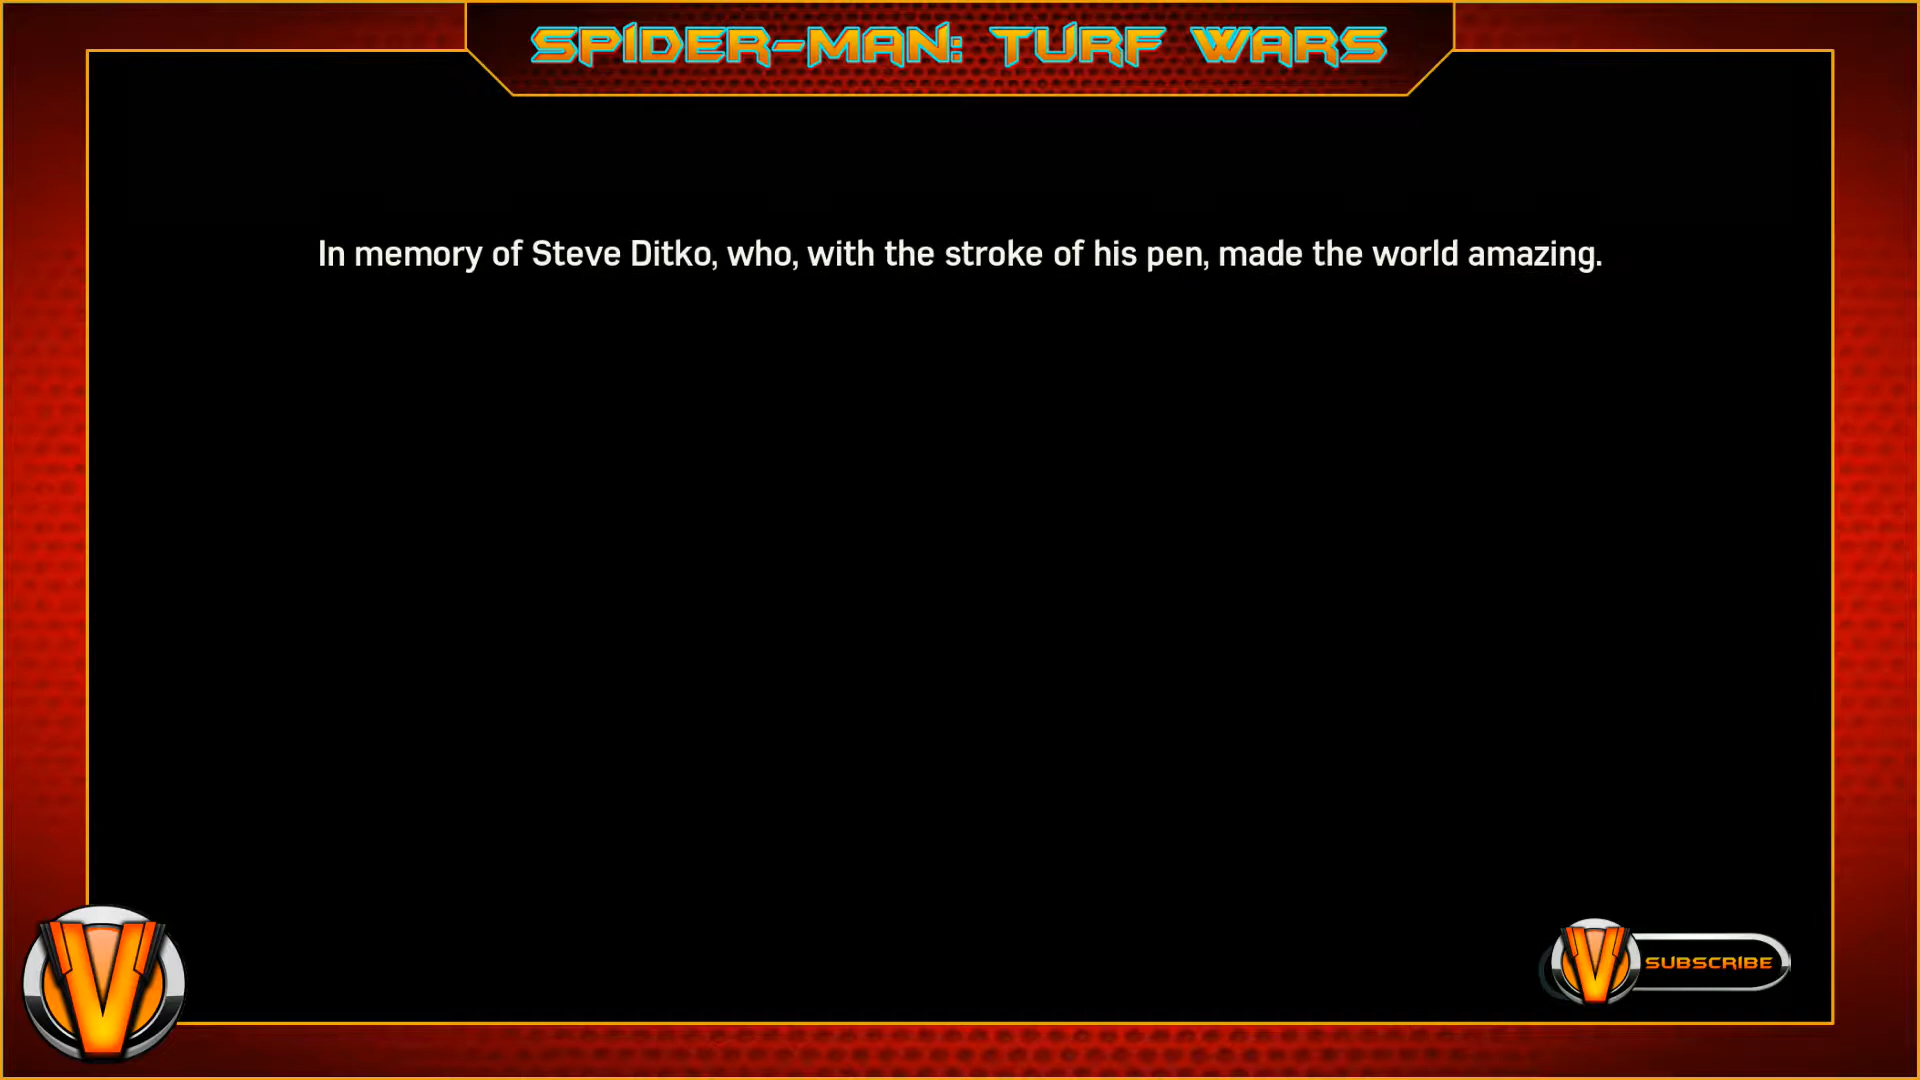 SPIDER-MAN: TURF WARS
In memory of Steve Ditko, who, with the stroke of his pen, made the world amazing.
V
V SUBSCRIBE